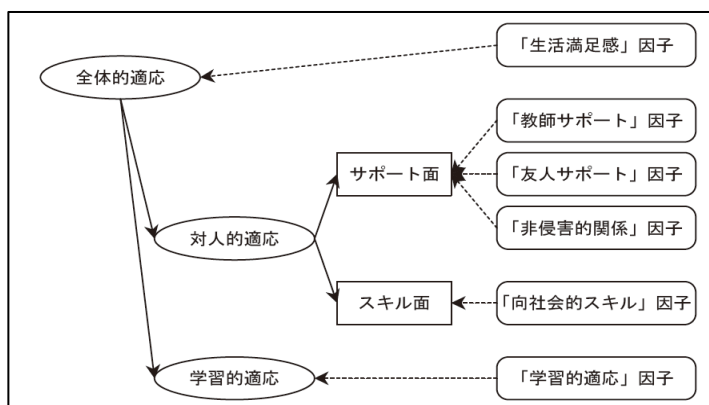 「生活満足感」因子
全体的適応
「教師サポート」因子
サポート面
「友人サポート」因子
「非侵害的関係」因子
対人的適応
スキル面
「向社会的スキル」因子
学習的適応
「学習的適応」因子